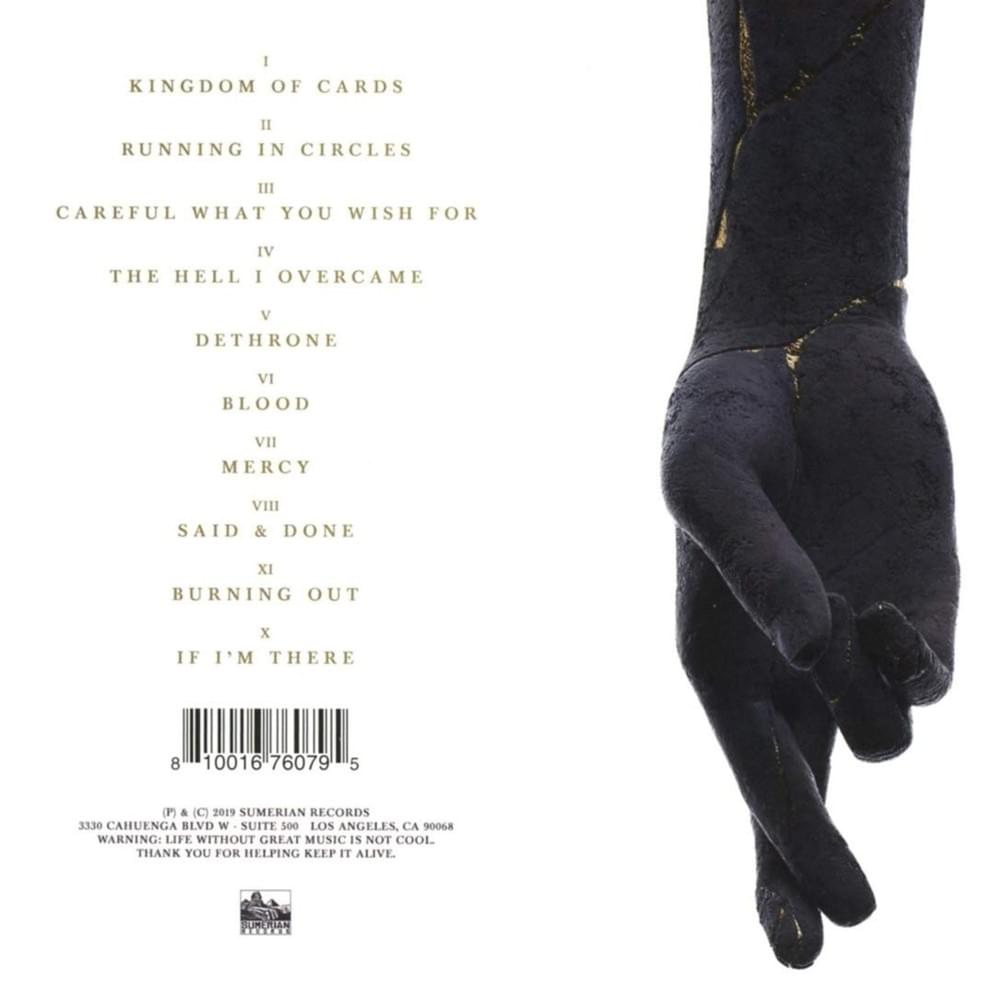 I
KINGDOM OF CARDS
II
RUNNING IN CIRCLES
III
CAREFUL WHAT YOU WISH FOR
IV
THE HELL I OVERCAME
V
DETHRONE
VI
BLOOD
VII
MERCY
VIII
SAID & DONE
XI
BURNING OUT
X
IF I'M THERE
8 10016 76079 5
(P) & (C) 2019 SUMERIAN RECORDS
3330 CAHUENGA BLVD W - SUITE 500 LOS ANGELES, CA 90068
WARNING: LIFE WITHOUT GREAT MUSIC IS NOT COOL.
THANK YOU FOR HELPING KEEP IT ALIVE.
SUMERIAN
RECORDS